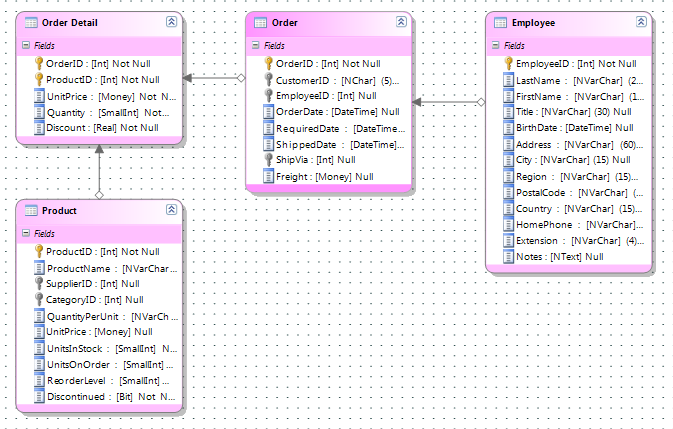 Order Detail
Fields
OrderID : [Int] Not Null
ProductID : [Int] Not Null
UnitPrice : [Money] Not N...
Quantity : [SmallInt] Not...
Discount : [Real] Not Null
Order
Fields
OrderID : [Int] Not Null
CustomerID : [NChar] (5)...
EmployeeID : [Int] Null
OrderDate : [DateTime] Null
RequiredDate : [DateTime...
ShippedDate : [DateTime]...
ShipVia : [Int] Null
Freight : [Money] Null
Employee
Fields
EmployeeID : [Int] Not Null
LastName : [NVarChar] (2...
FirstName : [NVarChar] (1...
Title : [NVarChar] (30) Null
BirthDate : [DateTime] Null
Address : [NVarChar] (60)...
City : [NVarChar] (15) Null
Region : [NVarChar] (15)...
PostalCode : [NVarChar] (...
Country : [NVarChar] (15)...
HomePhone : [NVarChar]...
Extension : [NVarChar] (4)...
Notes : [NText] Null
Product
Fields
ProductID : [Int] Not Null
ProductName : [NVarChar...
SupplierID : [Int] Null
CategoryID : [Int] Null
QuantityPerUnit : [NVarCh...
UnitPrice : [Money] Null
UnitsInStock : [SmallInt] N...
UnitsOnOrder : [SmallInt]...
ReorderLevel : [SmallInt]...
Discontinued : [Bit] Not N...